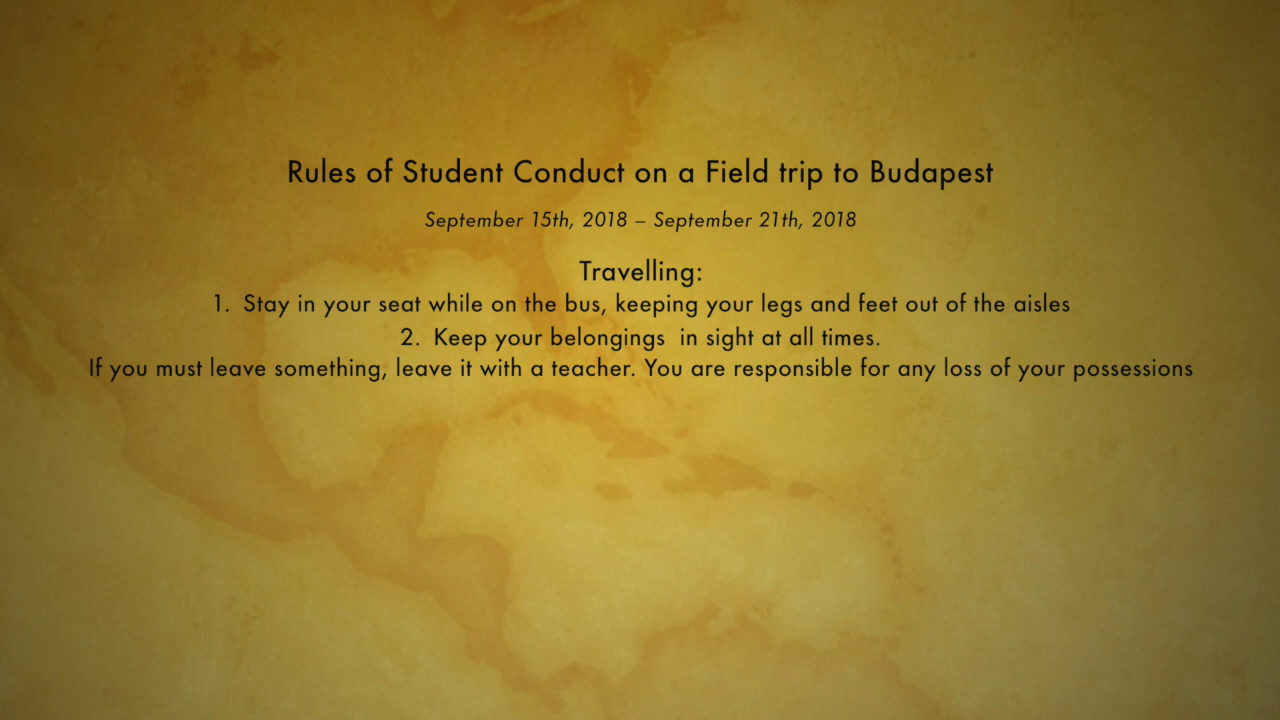 Rules of Student Conduct on a Field trip to Budapest
September 15th, 2018 – September 21th, 2018
Travelling:
1.  Stay in your seat while on the bus, keeping your legs and feet out of the aisles
2.  Keep your belongings  in sight at all times.
If you must leave something, leave it with a teacher. You are responsible for any loss of your possessions